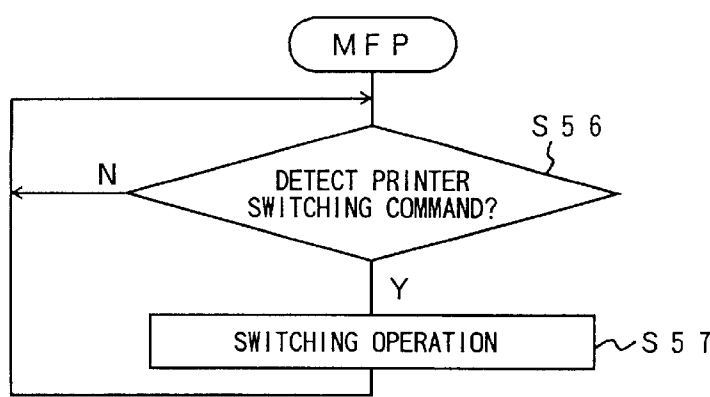 MFP
S56
N
DETECT PRINTER
SWITCHING COMMAND?
Y
SWITCHING OPERATION
S57